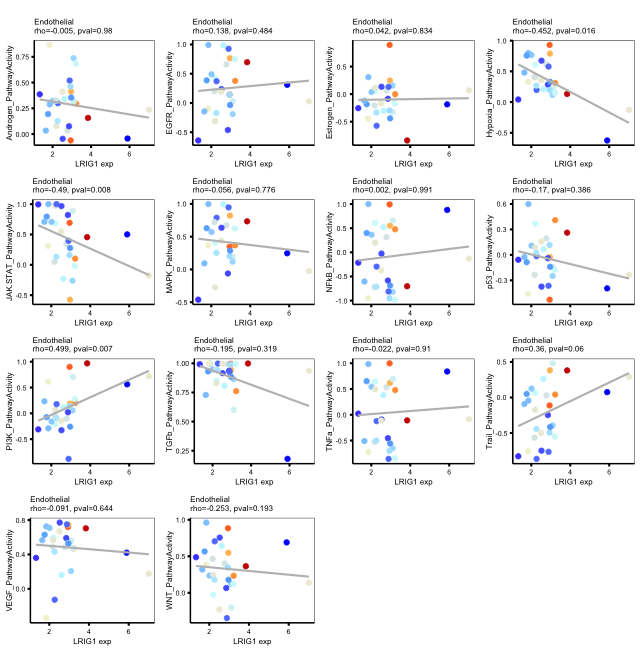 Endothelial
rho=-0.005, pval=0.98
Androgen_PathwayActivity
0.75
0.50
0.25
0.00
2 4 6
LRIG1 exp
Endothelial
rho=0.138, pval=0.484
EGFR_PathwayActivity
1.0
0.5
0.0
-0.5
2 4 6
LRIG1 exp
Endothelial
rho=0.042, pval=0.834
Estrogen_PathwayActivity
1.0
0.5
0.0
-0.5
2 4 6
LRIG1 exp
Endothelial
rho=-0.452, pval=0.016
Hypoxia_PathwayActivity
1.0
0.5
0.0
-0.5
2 4 6
LRIG1 exp
Endothelial
rho=-0.49, pval=0.008
JAK-STAT_PathwayActivity
1.0
0.5
0.0
-0.5
2 4 6
LRIG1 exp
Endothelial
rho=-0.056, pval=0.776
MAPK_PathwayActivity
1.0
0.5
0.0
-0.5
2 4 6
LRIG1 exp
Endothelial
rho=0.002, pval=0.991
NFkB_PathwayActivity
1.0
0.5
0.0
-0.5
-1.0
2 4 6
LRIG1 exp
Endothelial
rho=-0.17, pval=0.386
p53_PathwayActivity
0.6
0.3
0.0
-0.3
2 4 6
LRIG1 exp
Endothelial
rho=0.499, pval=0.007
PI3K_PathwayActivity
1.0
0.5
0.0
-0.5
2 4 6
LRIG1 exp
Endothelial
rho=-0.195, pval=0.319
TGFb_PathwayActivity
1.00
0.75
0.50
0.25
2 4 6
LRIG1 exp
Endothelial
rho=-0.022, pval=0.91
TNFa_PathwayActivity
1.0
0.5
0.0
-0.5
2 4 6
LRIG1 exp
Endothelial
rho=0.36, pval=0.06
Trail_PathwayActivity
0.5
0.0
-0.5
2 4 6
LRIG1 exp
Endothelial
rho=-0.091, pval=0.644
VEGF_PathwayActivity
0.8
0.4
0.0
2 4 6
LRIG1 exp
Endothelial
rho=-0.253, pval=0.193
WNT_PathwayActivity
1.0
0.5
0.0
2 4 6
LRIG1 exp